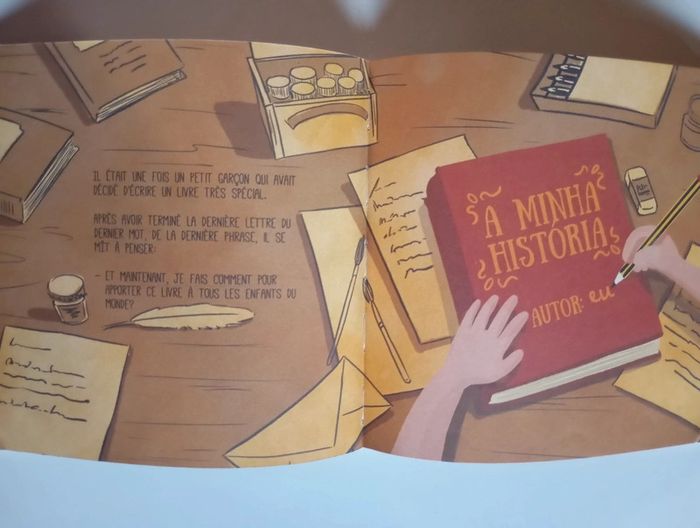 IL ÉTAIT UNE FOIS UN PETIT GARÇON QUI AVAIT
DÉCIDÉ D'ÉCRIRE UN LIVRE TRÈS SPÉCIAL.
APRÈS AVOIR TERMINÉ LA DERNIÈRE LETTRE DU
DERNIER MOT, DE LA DERNIÈRE PHRASE, IL SE
MÎT À PENSER:
- ET MAINTENANT, JE FAIS COMMENT POUR
APPORTER CE LIVRE À TOUS LES ENFANTS DU
MONDE?
A MINHA
HISTÓRIA
AUTOR: eu